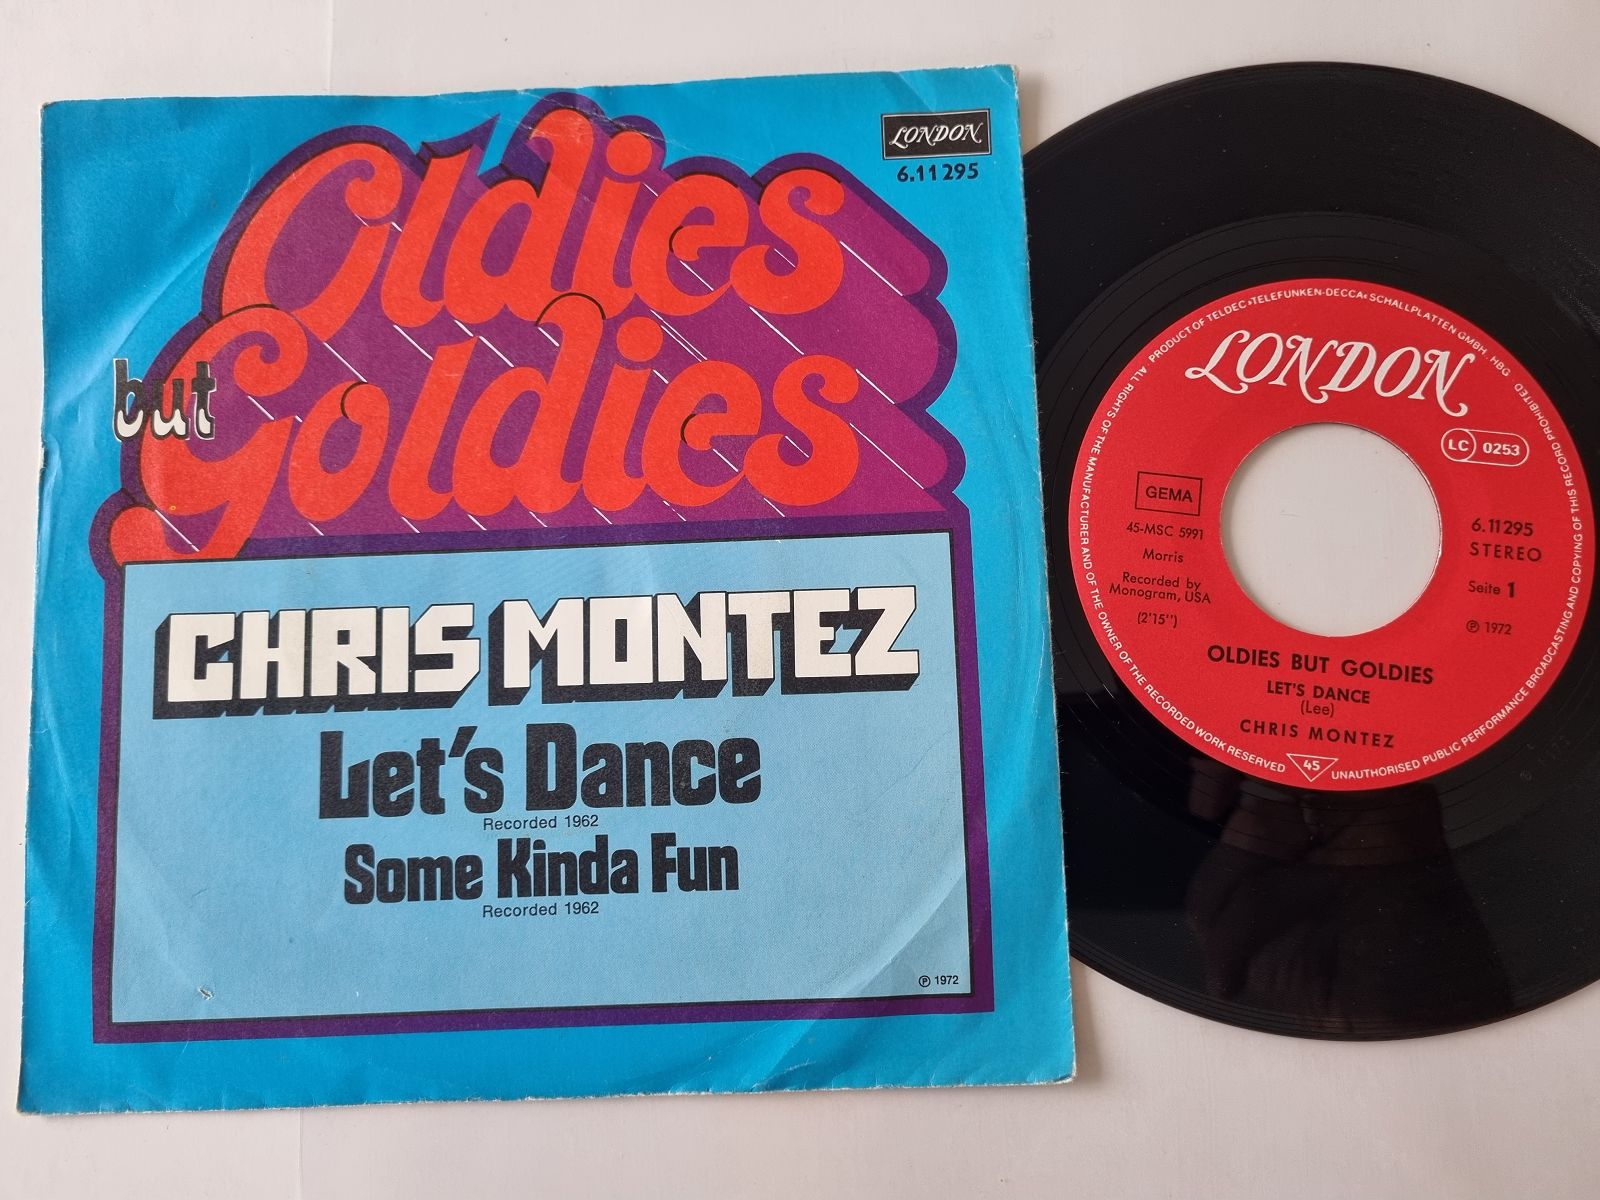 LONDON
6.11295
Oldies
but
Goldies
CHRIS MONTEZ
Let's Dance
Recorded 1962
Some Kinda Fun
Recorded 1962
℗ 1972
ALL RIGHTS OF THE MANUFACTURER AND OF THE OWNER OF THE RECORDED WORK RESERVED
PRODUCT OF TELDEC »TELEFUNKEN-DECCA« SCHALLPLATTEN GMBH. HBG
UNAUTHORISED PUBLIC PERFORMANCE BROADCASTING AND COPYING OF THIS RECORD PROHIBITED
LONDON
LC 0253
GEMA
45-MSC 5991
Morris
Recorded by
Monogram, USA
(2'15'')
6.11295
STEREO
Seite 1
℗ 1972
OLDIES BUT GOLDIES
LET'S DANCE
(Lee)
CHRIS MONTEZ
45